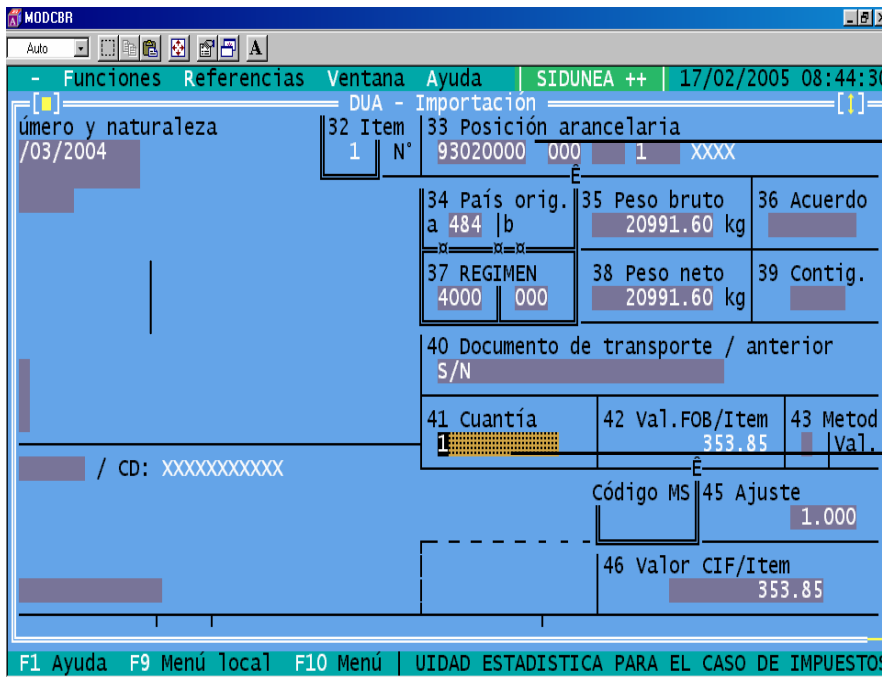 MODCBR
Auto
A
- Funciones Referencias Ventana Ayuda | SIDUNEA ++ | 17/02/2005 08:44:30
DUA - Importación
úmero y naturaleza
32 Item
33 Posición arancelaria
/03/2004
1 N°
93020000 000 1 XXXX
34 País orig.
35 Peso bruto
36 Acuerdo
a 484 |b
20991.60 kg
37 REGIMEN
38 Peso neto
39 Contig.
4000 000
20991.60 kg
40 Documento de transporte / anterior
S/N
41 Cuantía
42 Val.FOB/Item
43 Metod
1
353.85
Val.
/ CD: XXXXXXXXXXX
Código MS
45 Ajuste
1.000
46 Valor CIF/Item
353.85
F1 Ayuda F9 Menú local F10 Menú | UIDAD ESTADISTICA PARA EL CASO DE IMPUESTOS